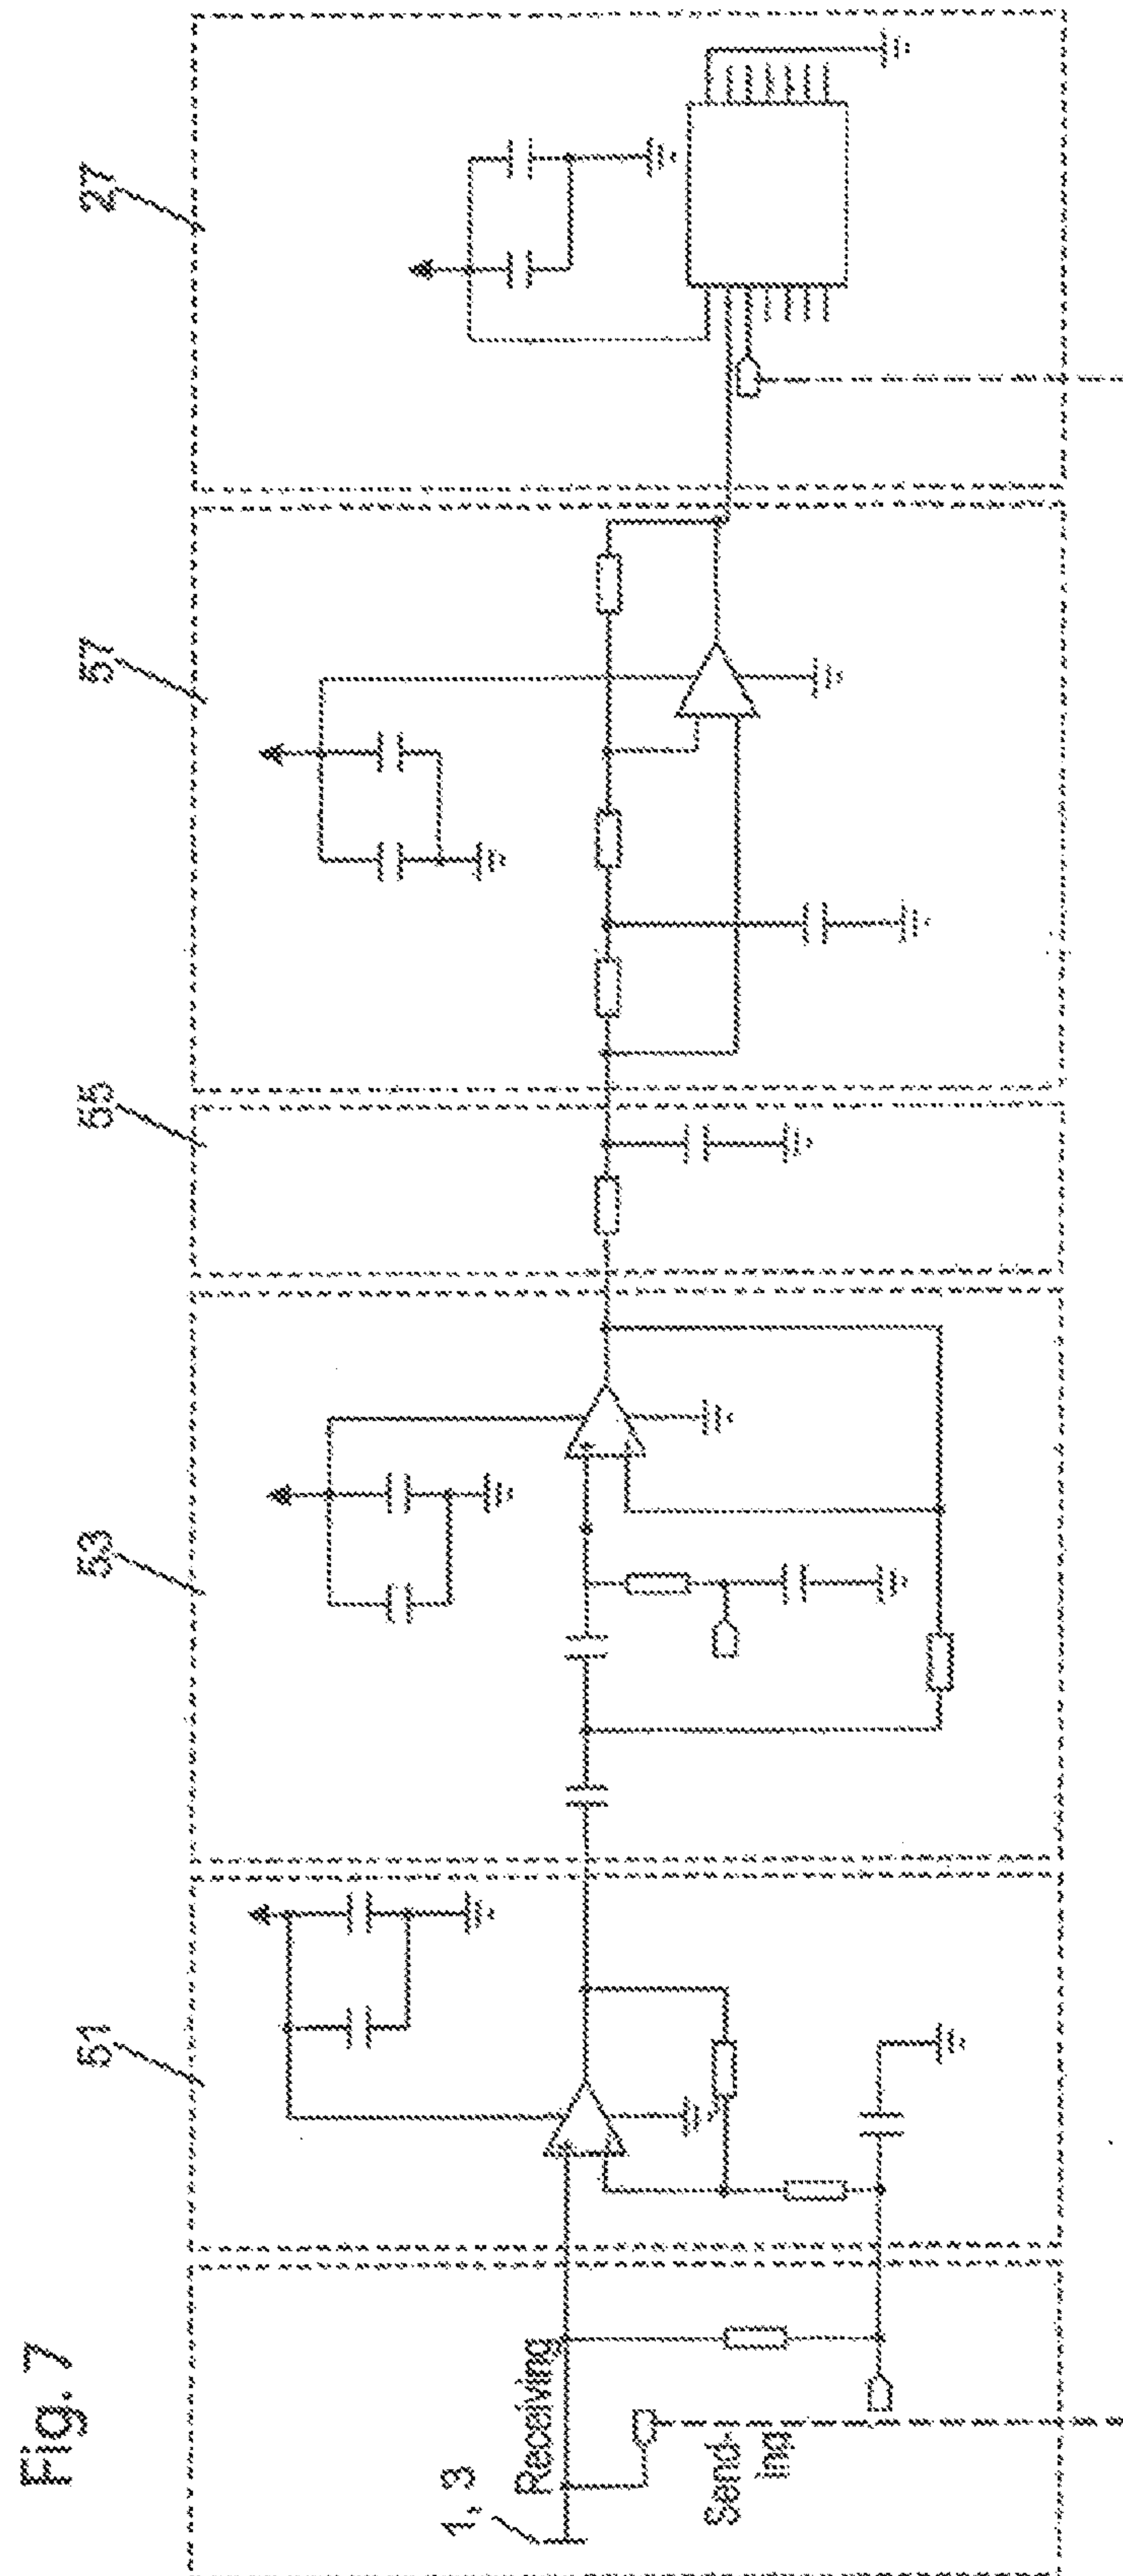 Fig. 7
1, 3
Receiving
Send-
ing
51
53
55
57
27